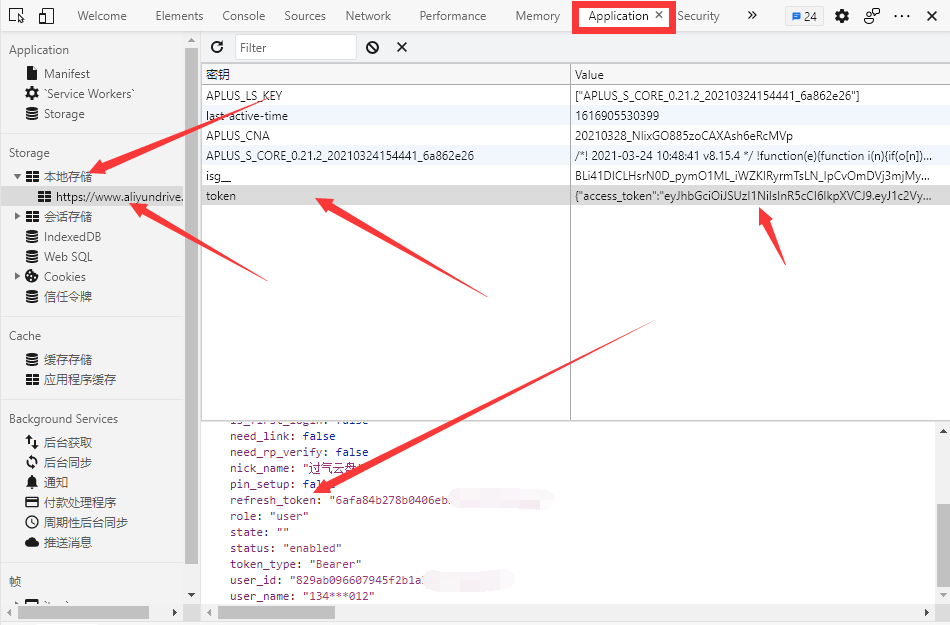 Welcome Elements Console Sources Network Performance Memory Application × Security » 24
Application
Manifest
`Service Workers`
Storage
Storage
本地存储
https://www.aliyundrive.
会话存储
IndexedDB
Web SQL
Cookies
信任令牌
Cache
缓存存储
应用程序缓存
Background Services
后台获取
后台同步
通知
付款处理程序
周期性后台同步
推送消息
帧
Filter
密钥 Value
APLUS_LS_KEY ["APLUS_S_CORE_0.21.2_20210324154441_6a862e26"]
last-active-time 1616905530399
APLUS_CNA 20210328_NlixGO885zoCAXAsh6eRcMVp
APLUS_S_CORE_0.21.2_20210324154441_6a862e26 /*! 2021-03-24 10:48:41 v8.15.4 */ !function(e){function i(n){if(o[n])...
isg__ BLi41DICLHsrN0D_pymO1ML_iWZKIRyrmTsLN_IpCvOmDVj3mjMy...
token {"access_token":"eyJhbGciOiJSUzI1NiIsInR5cCI6IkpXVCJ9.eyJ1c2Vy...
is_first_login: false
need_link: false
need_rp_verify: false
nick_name: "过气云盘
pin_setup: false
refresh_token: "6afa84b278b0406eb
role: "user"
state: ""
status: "enabled"
token_type: "Bearer"
user_id: "829ab096607945f2b1a
user_name: "134***012"